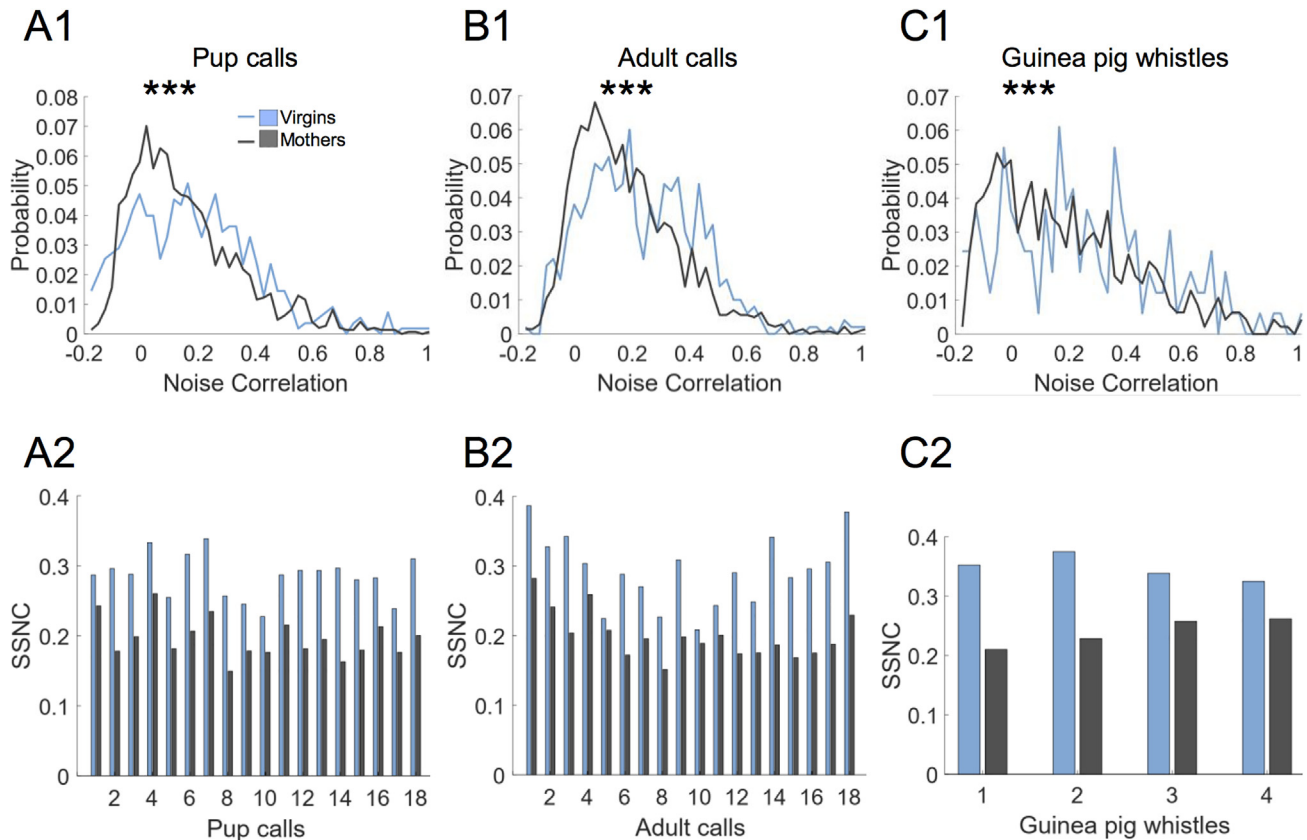 A1
Pup calls
***
Probability
0.08
0.07
0.06
0.05
0.04
0.03
0.02
0.01
0
Virgins
Mothers
-0.2 0 0.2 0.4 0.6 0.8 1
Noise Correlation
B1
Adult calls
***
Probability
0.07
0.06
0.05
0.04
0.03
0.02
0.01
0
-0.2 0 0.2 0.4 0.6 0.8 1
Noise Correlation
C1
Guinea pig whistles
***
Probability
0.07
0.06
0.05
0.04
0.03
0.02
0.01
0
-0.2 0 0.2 0.4 0.6 0.8 1
Noise Correlation
A2
SSNC
0.4
0.3
0.2
0.1
0
2 4 6 8 10 12 14 16 18
Pup calls
B2
SSNC
0.4
0.3
0.2
0.1
0
2 4 6 8 10 12 14 16 18
Adult calls
C2
SSNC
0.4
0.3
0.2
0.1
0
1 2 3 4
Guinea pig whistles